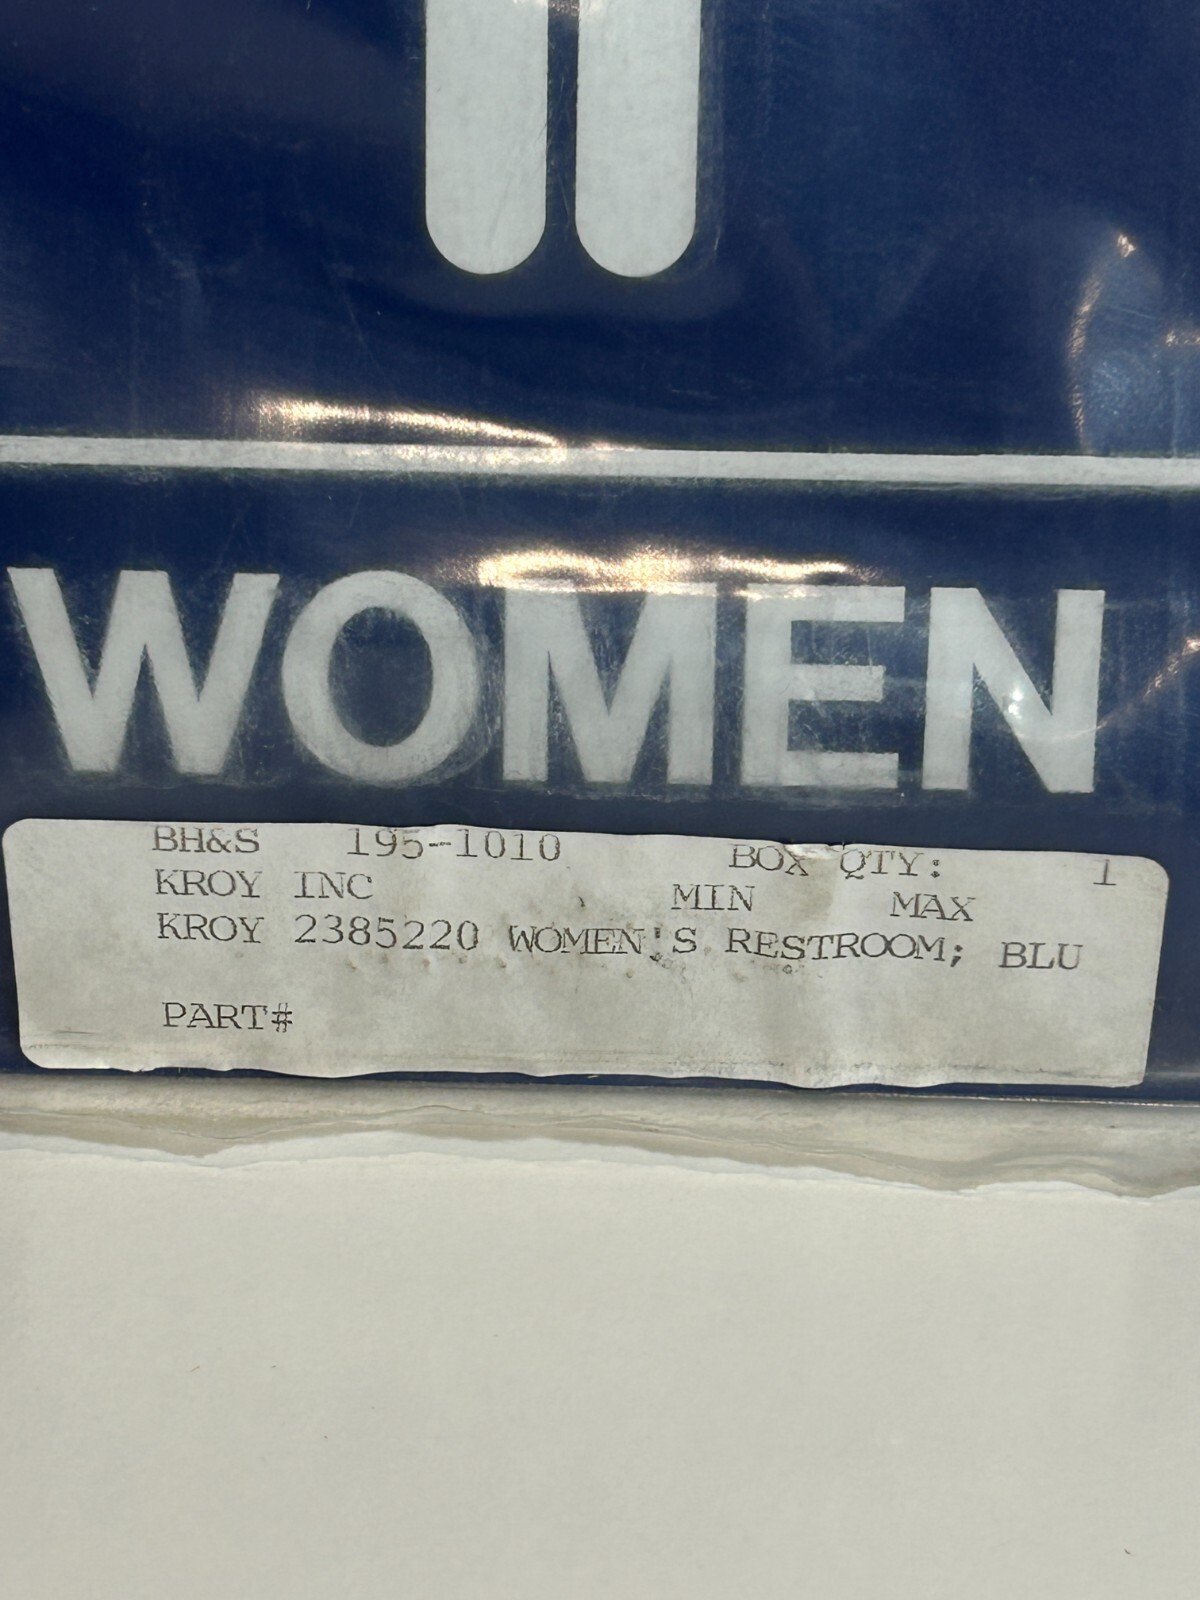 WOMEN
BH&S 195-1010 BOX QTY: 1
KROY INC MIN MAX
KROY 2385220 WOMEN'S RESTROOM; BLU
PART#